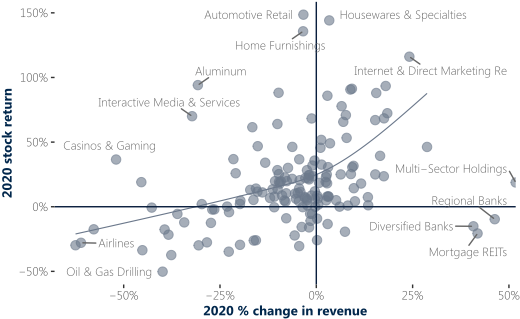 150%
Automotive Retail
Housewares & Specialties
Home Furnishings
100%
Aluminum
Internet & Direct Marketing Re
Interactive Media & Services
2020 stock return
50%
Casinos & Gaming
Multi-Sector Holdings
0%
Regional Banks
Diversified Banks
Airlines
Mortgage REITs
−50%
Oil & Gas Drilling
−50%
−25%
0%
25%
50%
2020 % change in revenue